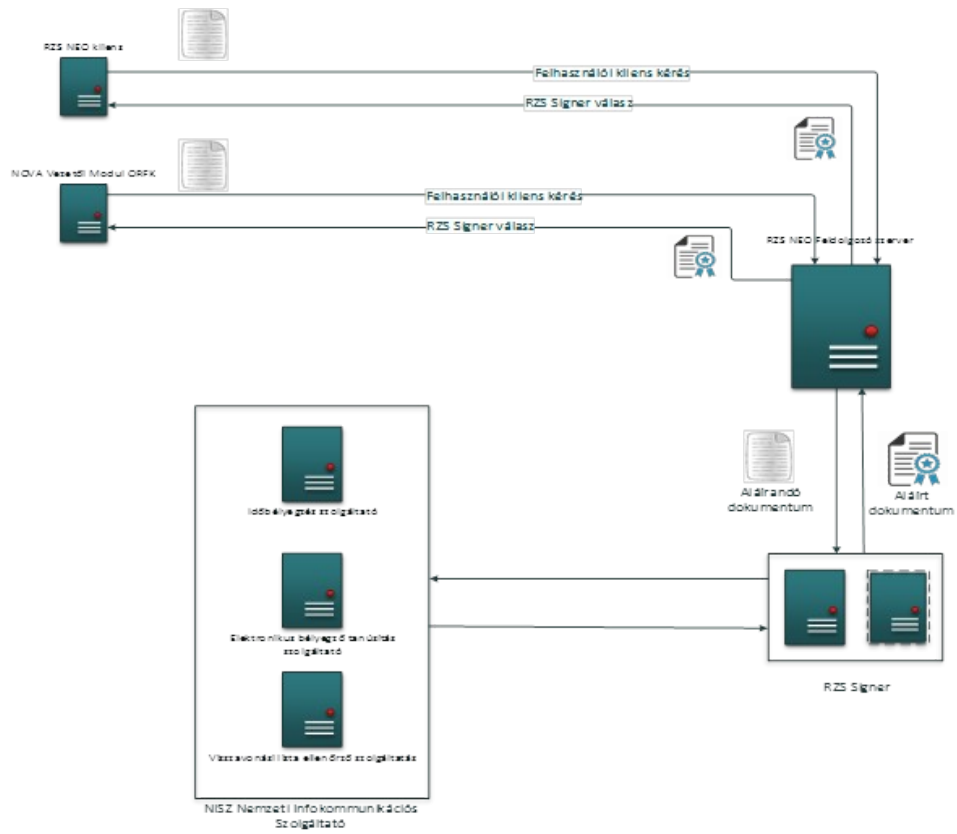 RZS NEO kliens
Felhasználói kliens kérés
RZS Signer válasz
NOVA Vezetői Modul ORFK
Felhasználói kliens kérés
RZS Signer válasz
RZS NEO Feldolgozó szerver
Aláírandó
dokumentum
Aláírt
dokumentum
Időbélyegzés szolgáltató
Elektronikus bélyegző tanúsítás
szolgáltató
Visszavonási lista ellenőrző szolgáltatás
RZS Signer
NISZ Nemzeti Infokommunikációs
Szolgáltató